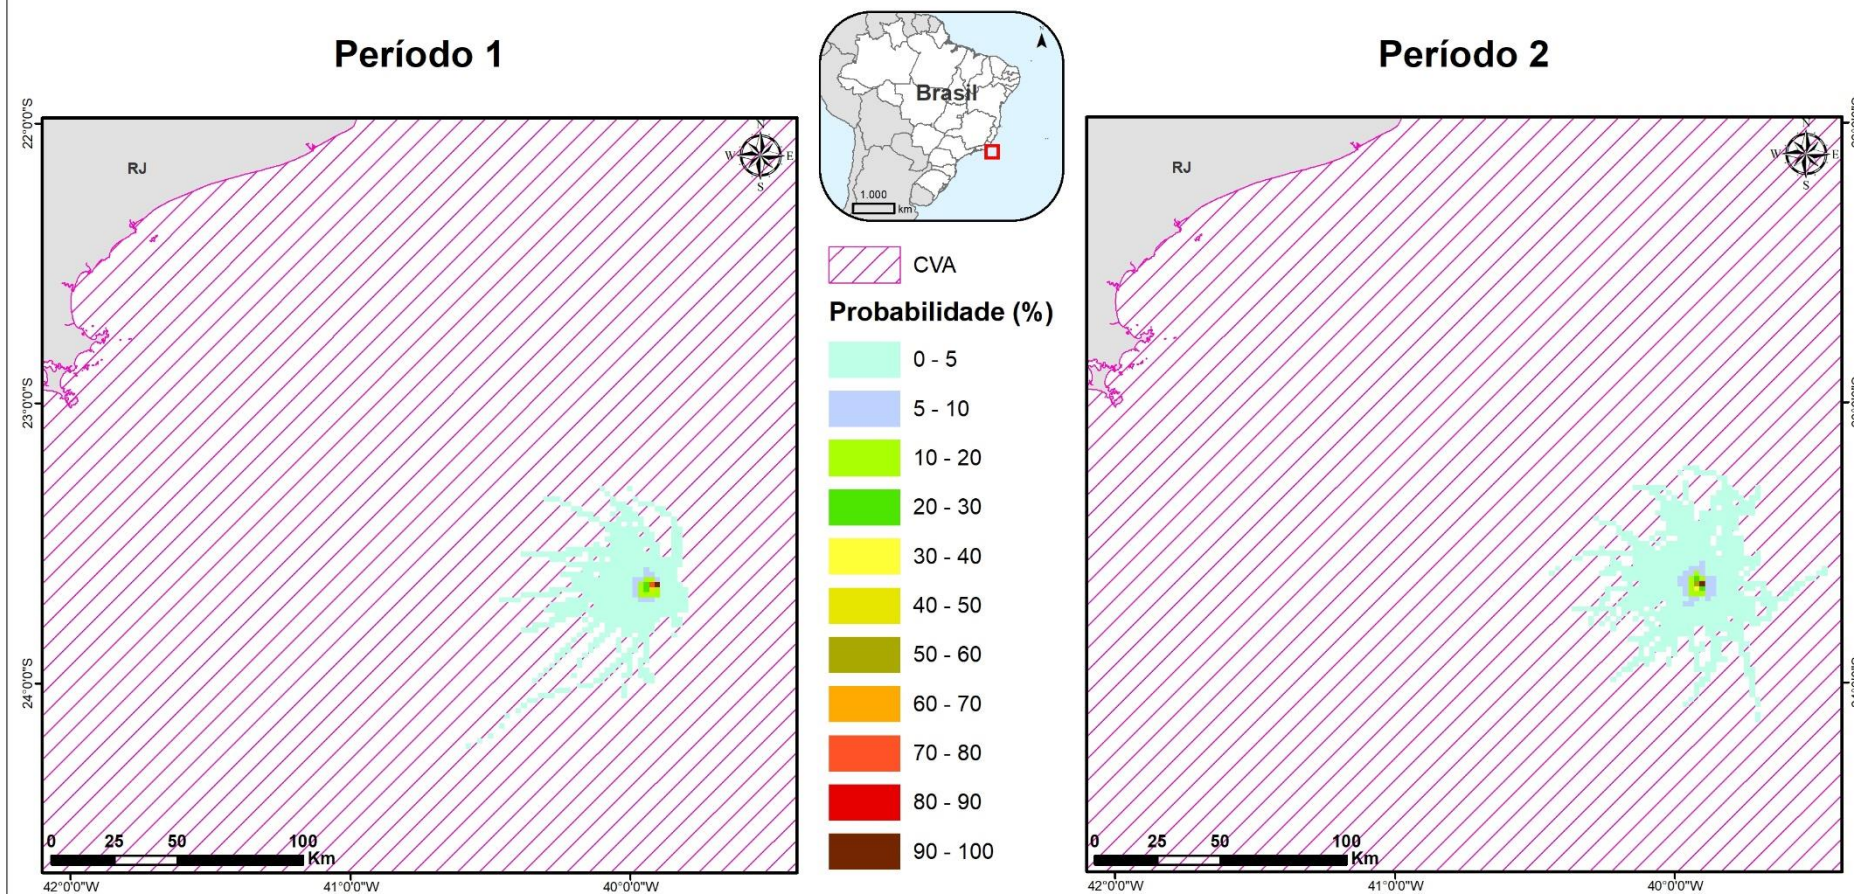 Período 1
Período 2
Brasil
N
1.000
km
RJ
N
W
E
S
22°0'0"S
23°0'0"S
24°0'0"S
42°0'0"W
41°0'0"W
40°0'0"W
0
25
50
100
Km
CVA
Probabilidade (%)
0 - 5
5 - 10
10 - 20
20 - 30
30 - 40
40 - 50
50 - 60
60 - 70
70 - 80
80 - 90
90 - 100
RJ
N
W
E
S
42°0'0"W
41°0'0"W
40°0'0"W
0
25
50
100
Km